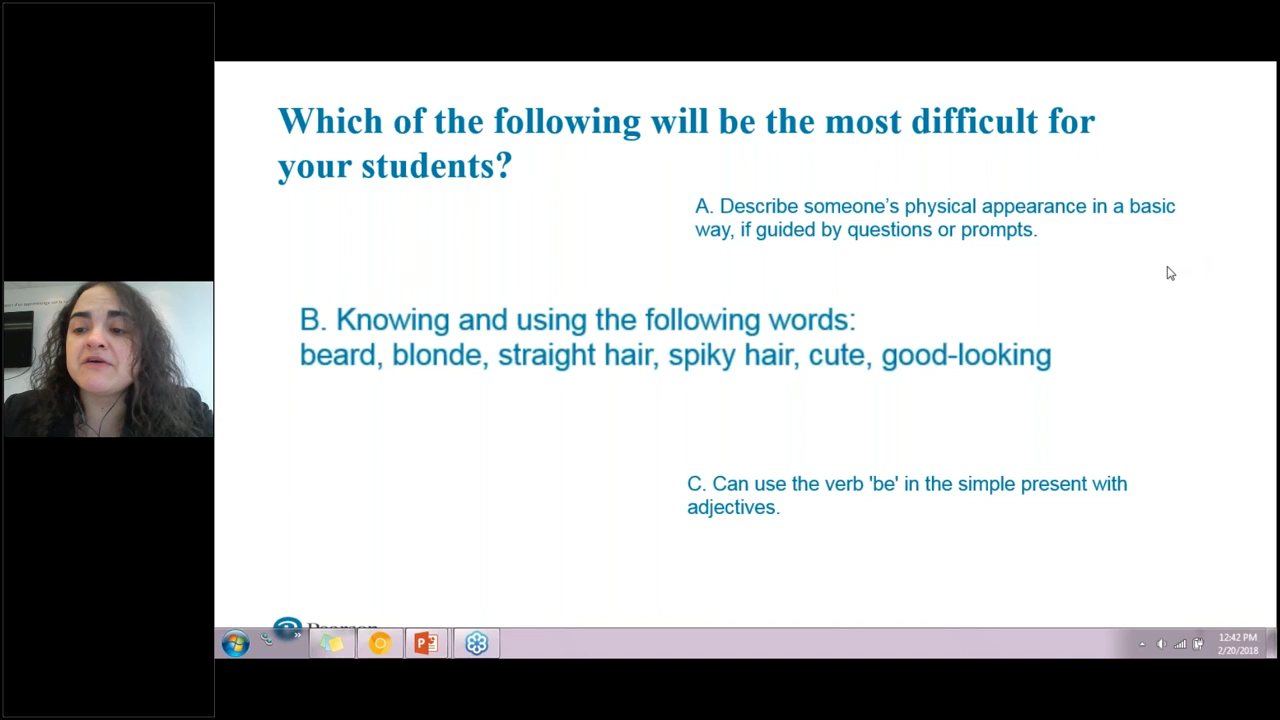 Which of the following will be the most difficult for
your students?
A. Describe someone’s physical appearance in a basic
way, if guided by questions or prompts.
B. Knowing and using the following words:
beard, blonde, straight hair, spiky hair, cute, good-looking
C. Can use the verb 'be' in the simple present with
adjectives.
Pearson
12:42 PM
2/20/2018